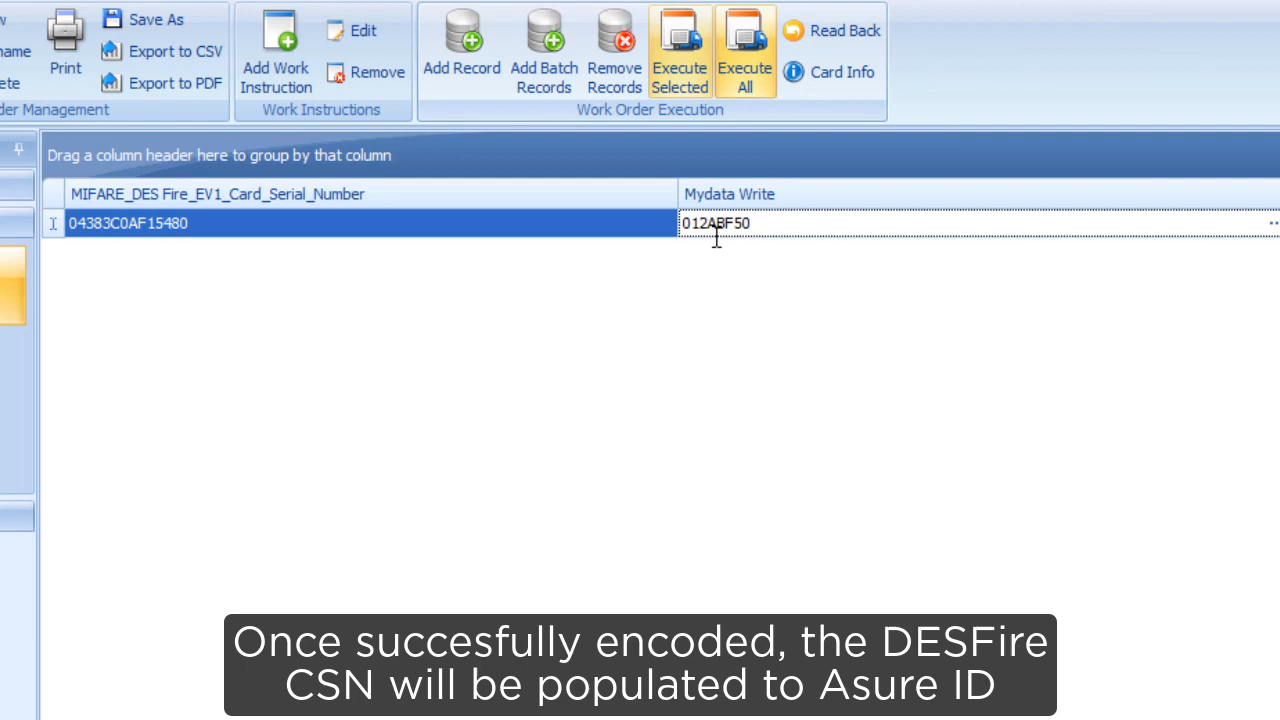 w
name
ete
Print
Save As
Export to CSV
Export to PDF
der Management
Add Work
Instruction
Edit
Remove
Work Instructions
Add Record
Add Batch
Records
Remove
Records
Execute
Selected
Execute
All
Read Back
Card Info
Work Order Execution
Drag a column header here to group by that column
MIFARE_DES Fire_EV1_Card_Serial_Number
Mydata Write
04383C0AF15480
012ABF50
Once succesfully encoded, the DESFire
CSN will be populated to Asure ID